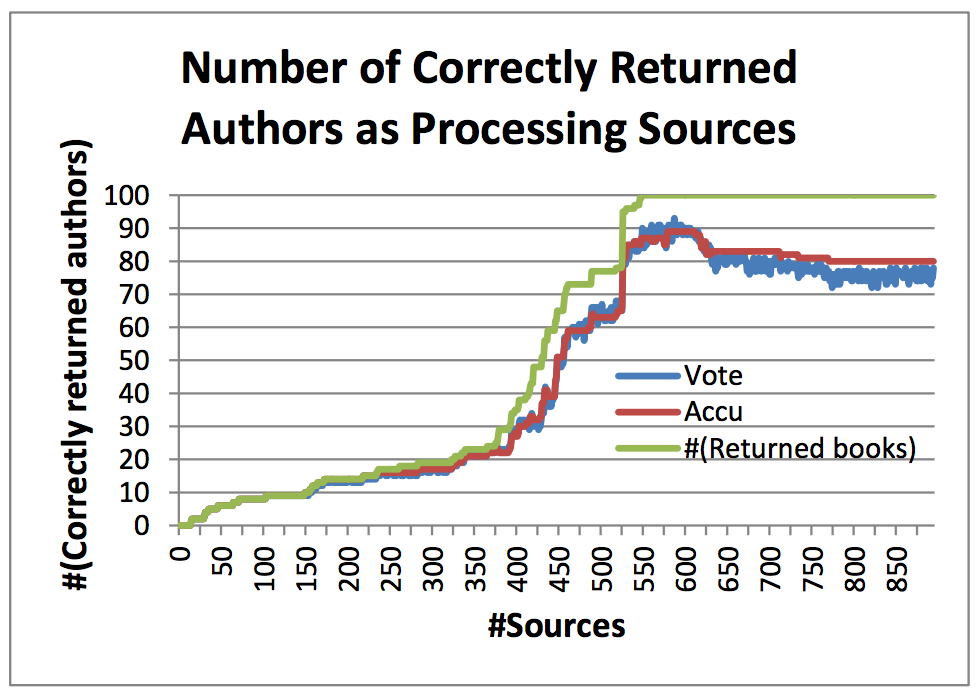 Number of Correctly Returned
Authors as Processing Sources
#(Correctly returned authors)
100
90
80
70
60
50
40
30
20
10
0
Vote
Accu
#(Returned books)
0 50 100 150 200 250 300 350 400 450 500 550 600 650 700 750 800 850
#Sources